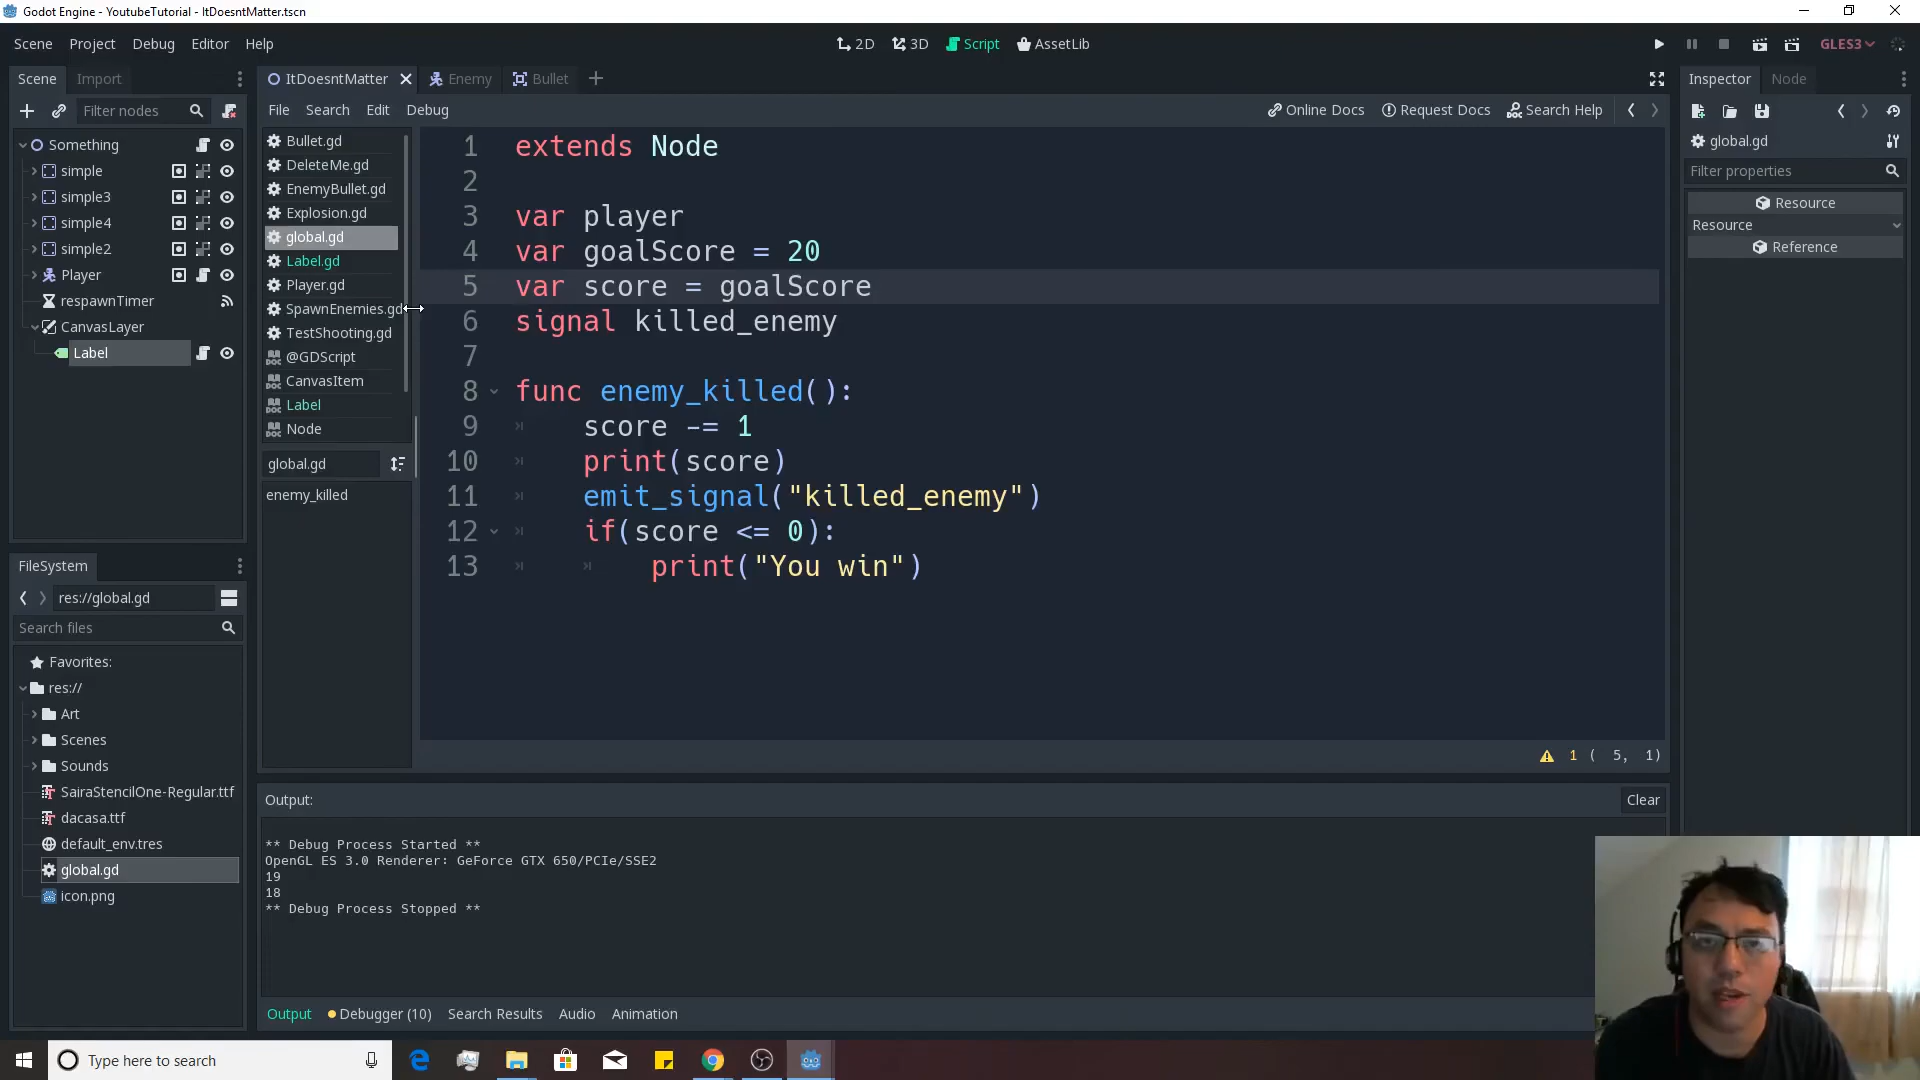 Godot Engine - YoutubeTutorial - ItDoesntMatter.tscn
Scene Project Debug Editor Help
2D 3D Script AssetLib
GLES3
Scene Import
ItDoesntMatter Enemy Bullet
Inspector Node
Filter nodes
File Search Edit Debug
Online Docs Request Docs Search Help
Something
simple
simple3
simple4
simple2
Player
respawnTimer
CanvasLayer
Label
Bullet.gd
DeleteMe.gd
EnemyBullet.gd
Explosion.gd
global.gd
Label.gd
Player.gd
SpawnEnemies.gd
TestShooting.gd
@GDScript
CanvasItem
Label
Node
global.gd
enemy_killed
1 extends Node
2
3 var player
4 var goalScore = 20
5 var score = goalScore
6 signal killed_enemy
7
8 func enemy_killed():
9 score -= 1
10 print(score)
11 emit_signal("killed_enemy")
12 if(score <= 0):
13 print("You win")
1 ( 5, 1)
global.gd
Filter properties
Resource
Resource
Reference
FileSystem
res://global.gd
Search files
Favorites:
res://
Art
Scenes
Sounds
SairaStencilOne-Regular.ttf
dacasa.ttf
default_env.tres
global.gd
icon.png
Output:
Clear
** Debug Process Started **
OpenGL ES 3.0 Renderer: GeForce GTX 650/PCIe/SSE2
19
18
** Debug Process Stopped **
Output Debugger (10) Search Results Audio Animation
Type here to search